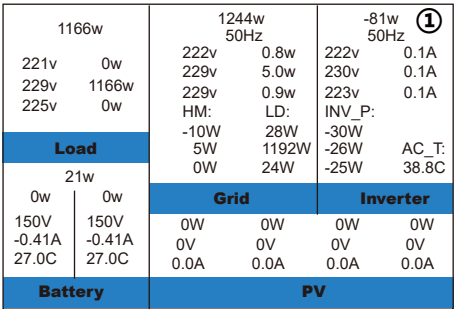 1166w
221v 0w
229v 1166w
225v 0w
Load
1244w
50Hz
222v 0.8w
229v 5.0w
229v 0.9w
HM: LD:
-10W 28W
5W 1192W
0W 24W
Grid
-81w ①
50Hz
222v 0.1A
230v 0.1A
223v 0.1A
INV_P:
-30W
-26W AC_T:
-25W 38.8C
Inverter
21w
0w 0w
150V 150V
-0.41A -0.41A
27.0C 27.0C
Battery
0W 0W 0W 0W
0V 0V 0V 0V
0.0A 0.0A 0.0A 0.0A
PV